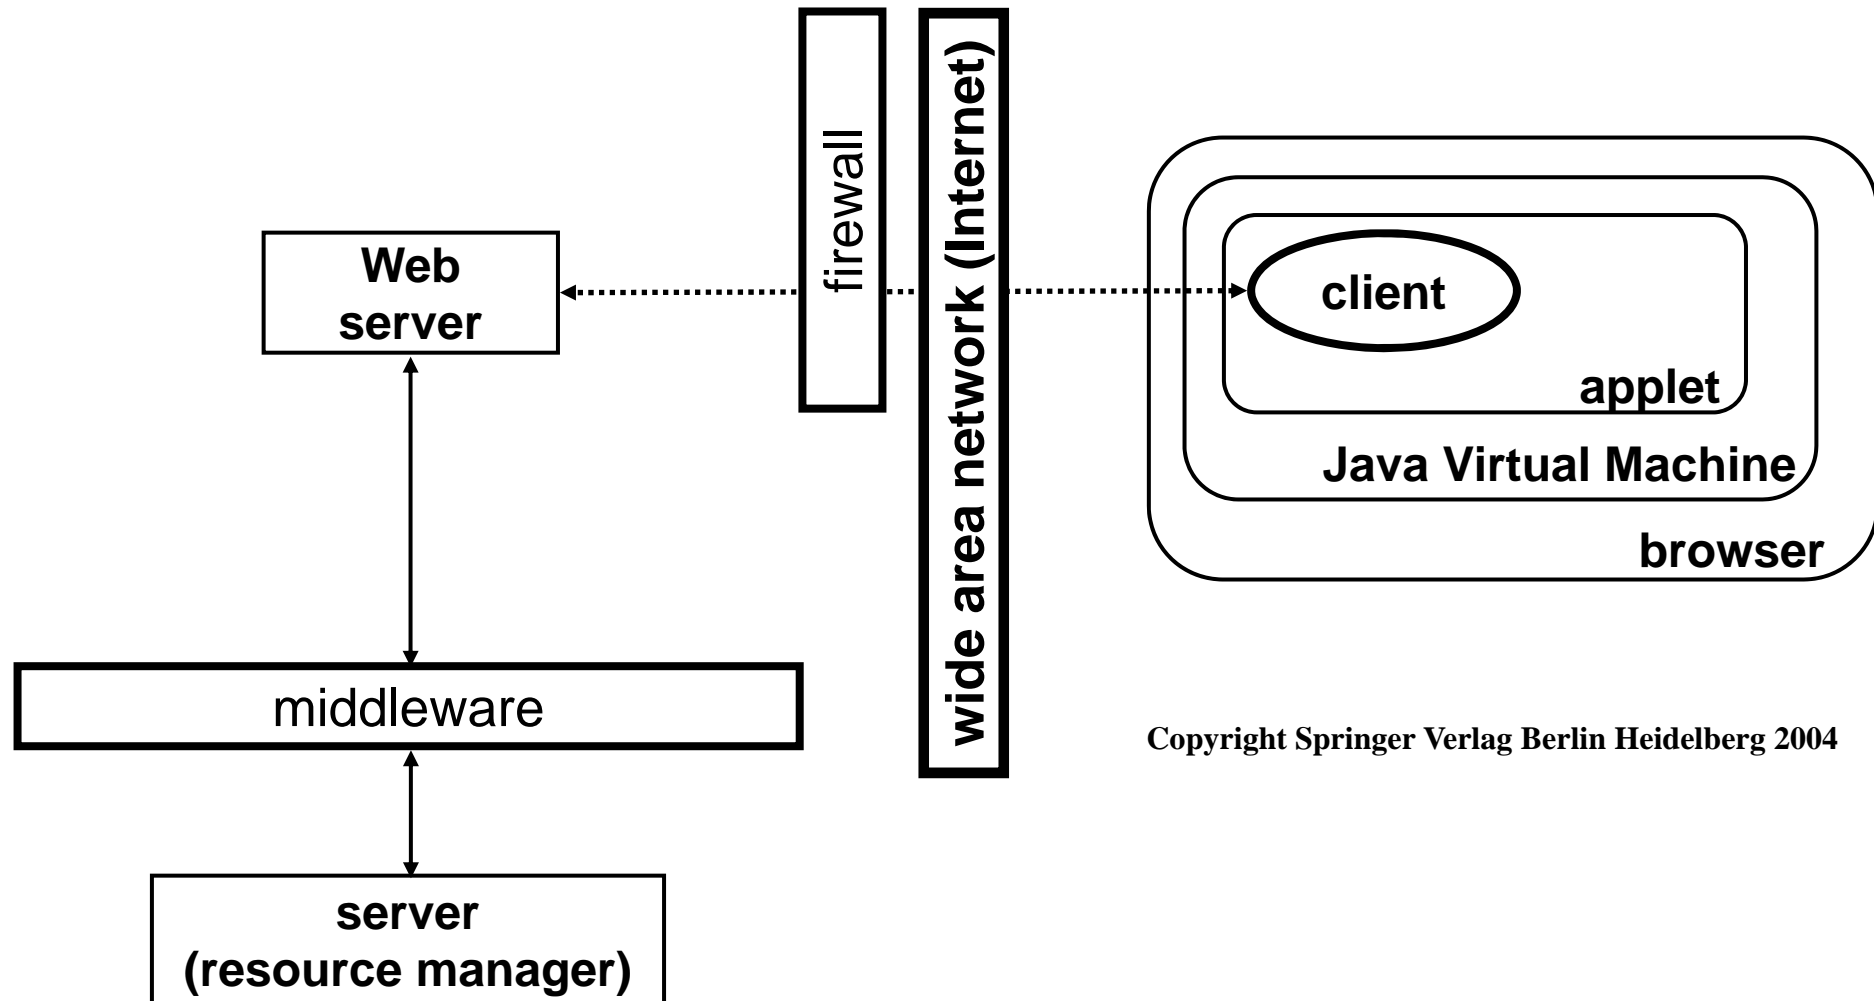 firewall
wide area network (Internet)
Web
server
client
applet
Java Virtual Machine
browser
middleware
Copyright Springer Verlag Berlin Heidelberg 2004
server
(resource manager)